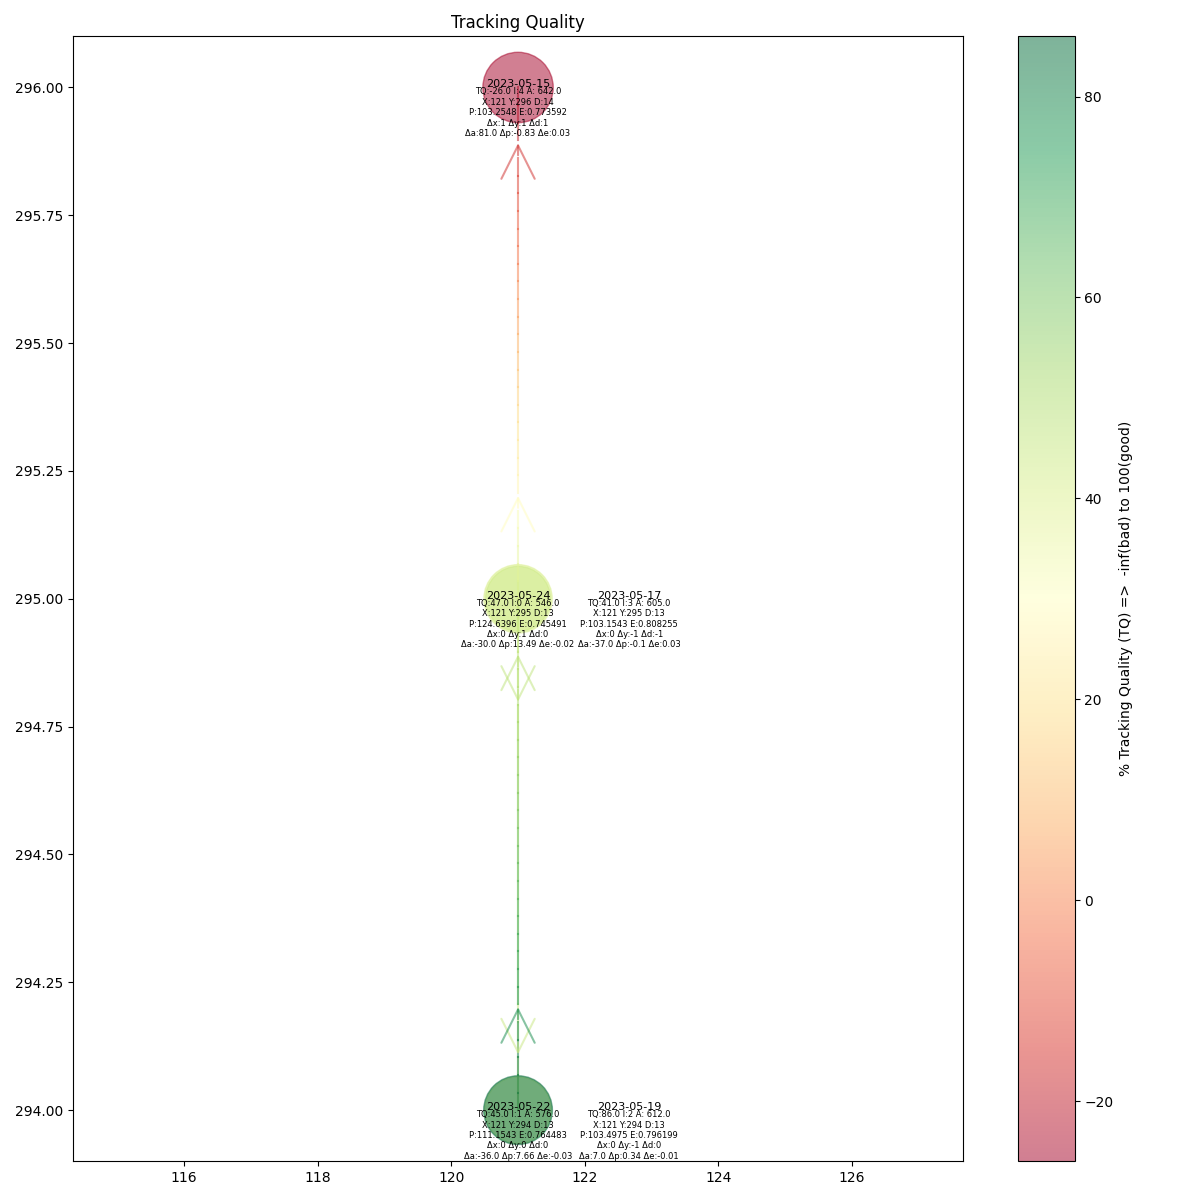 Tracking Quality
296.00
295.75
295.50
295.25
295.00
294.75
294.50
294.25
294.00
2023-05-15
TQ:-26.0 I:4 A: 642.0
X:121 Y:296 D:14
P:103.2548 E:0.773592
Δx:1 Δy:1 Δd:1
Δa:81.0 Δp:-0.83 Δe:0.03
2023-05-24
TQ:47.0 I:0 A: 546.0
X:121 Y:295 D:13
P:124.6396 E:0.745491
Δx:0 Δy:1 Δd:0
Δa:-30.0 Δp:13.49 Δe:-0.02
2023-05-17
TQ:41.0 I:3 A: 605.0
X:121 Y:295 D:13
P:103.1543 E:0.808255
Δx:0 Δy:-1 Δd:-1
Δa:-37.0 Δp:-0.1 Δe:0.03
2023-05-22
TQ:45.0 I:1 A: 576.0
X:121 Y:294 D:13
P:111.1543 E:0.764483
Δx:0 Δy:0 Δd:0
Δa:-36.0 Δp:7.66 Δe:-0.03
2023-05-19
TQ:86.0 I:2 A: 612.0
X:121 Y:294 D:13
P:103.4975 E:0.796199
Δx:0 Δy:-1 Δd:0
Δa:7.0 Δp:0.34 Δe:-0.01
116 118 120 122 124 126
80
60
40
20
0
−20
% Tracking Quality (TQ) => -inf(bad) to 100(good)